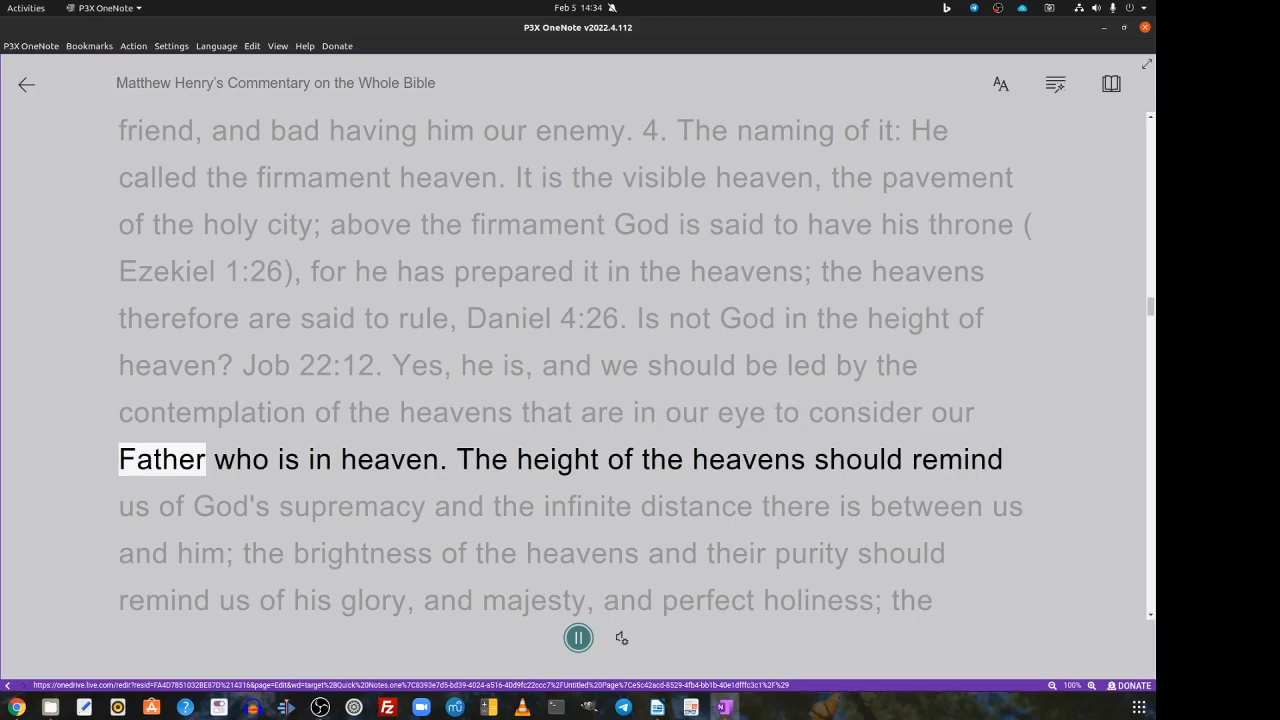 Activities
P3X OneNote
Feb 5 14:34
P3X OneNote v2022.4.112
P3X OneNote Bookmarks Action Settings Language Edit View Help Donate
Matthew Henry's Commentary on the Whole Bible
friend, and bad having him our enemy. 4. The naming of it: He
called the firmament heaven. It is the visible heaven, the pavement
of the holy city; above the firmament God is said to have his throne (
Ezekiel 1:26), for he has prepared it in the heavens; the heavens
therefore are said to rule, Daniel 4:26. Is not God in the height of
heaven? Job 22:12. Yes, he is, and we should be led by the
contemplation of the heavens that are in our eye to consider our
Father who is in heaven. The height of the heavens should remind
us of God's supremacy and the infinite distance there is between us
and him; the brightness of the heavens and their purity should
remind us of his glory, and majesty, and perfect holiness; the
100%
DONATE